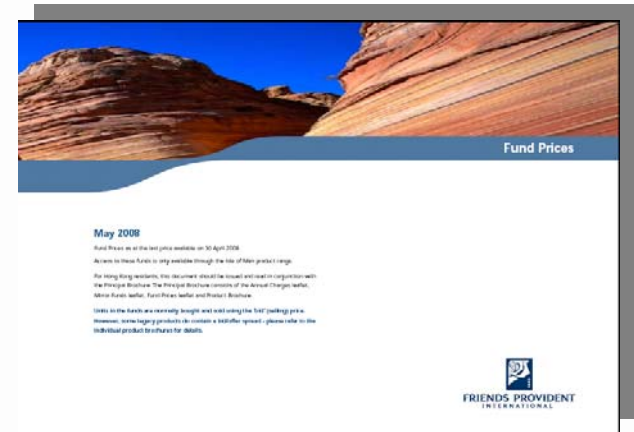 Fund Prices
May 2008
Fund Prices as at the last price available on 30 April 2008
Access to these funds is only available through the Isle of Man product range.
For Hong Kong residents, this document should be issued and read in conjunction with
the Principal Brochure. The Principal Brochure consists of the Annual Charges leaflet,
Mirror Funds leaflet, Fund Prices leaflet and Product Brochure.
Units in the funds are normally bought and sold using the 'bid' (selling) price.
However, some legacy products do contain a bid/offer spread - please refer to the
individual product brochures for details.
FRIENDS PROVIDENT
INTERNATIONAL